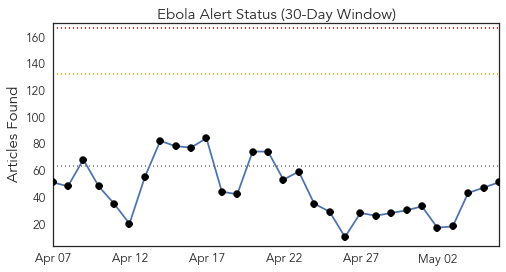 Ebola Alert Status (30-Day Window)
Articles Found
160
140
120
100
80
60
40
20
Apr 07 Apr 12 Apr 17 Apr 22 Apr 27 May 02